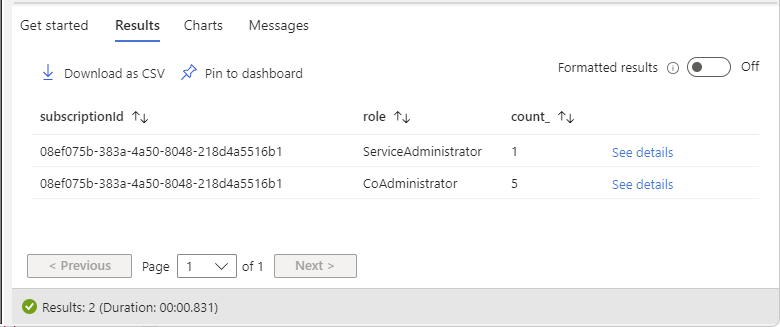 Get started Results Charts Messages
Download as CSV Pin to dashboard Formatted results Off
subscriptionId role count_
08ef075b-383a-4a50-8048-218d4a5516b1 ServiceAdministrator 1 See details
08ef075b-383a-4a50-8048-218d4a5516b1 CoAdministrator 5 See details
< Previous Page 1 of 1 Next >
Results: 2 (Duration: 00:00.831)